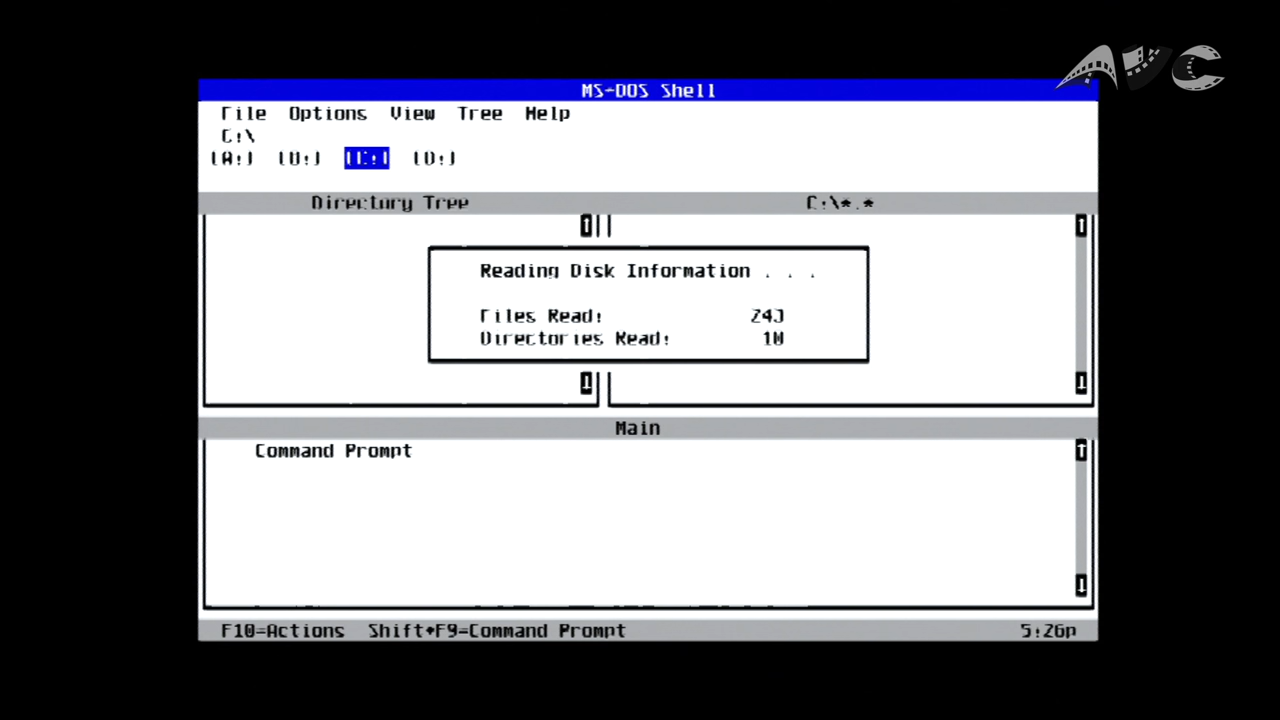 AVC
MS-DOS Shell
File Options View Tree Help
C:\
[A:] [B:] [C:] [D:]
Directory Tree C:\*.*
Reading Disk Information . . .
Files Read: 243
Directories Read: 10
Main
Command Prompt
F10=Actions Shift+F9=Command Prompt 5:26p